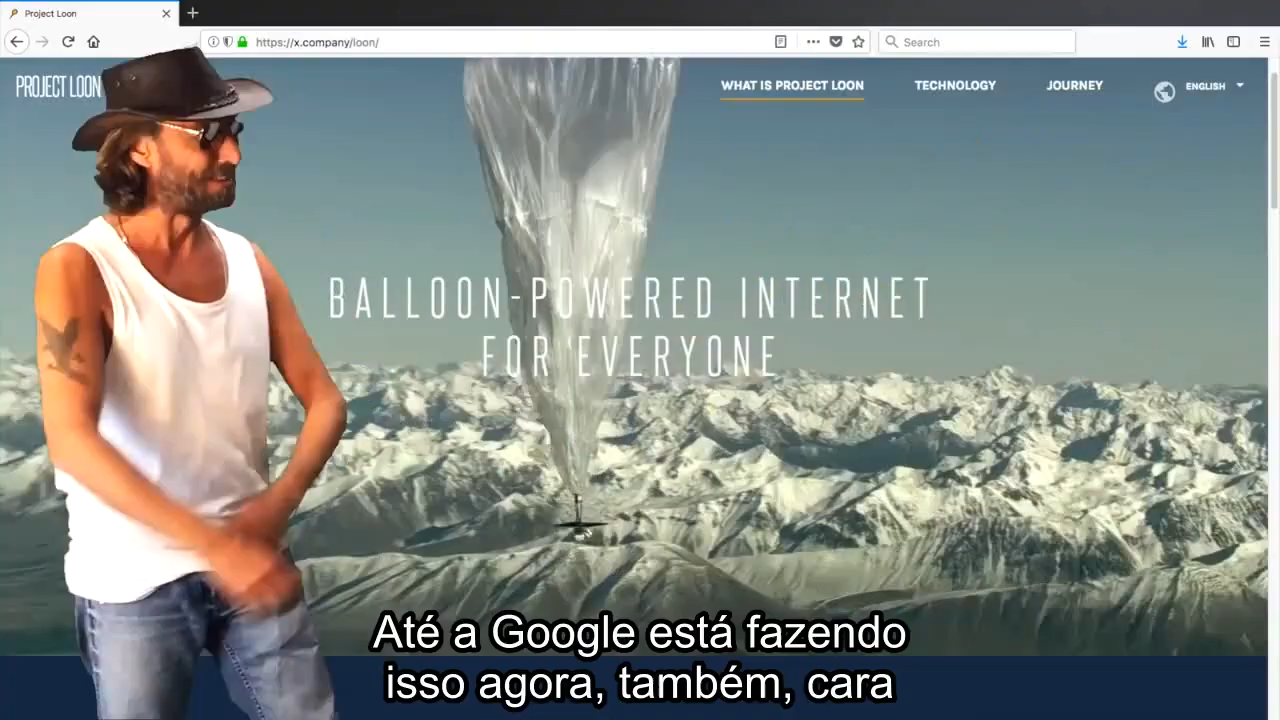 Project Loon
https://x.company/loon/
Search
PROJECT LOON
WHAT IS PROJECT LOON
TECHNOLOGY
JOURNEY
ENGLISH
BALLOON-POWERED INTERNET
FOR EVERYONE
Até a Google está fazendo
isso agora, também, cara